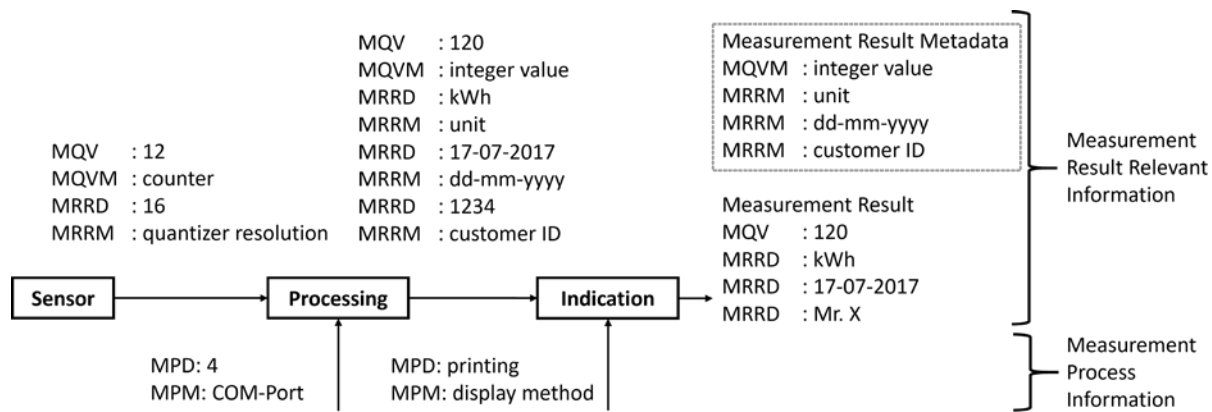 MQV : 12
MQVM : counter
MRRD : 16
MRRM : quantizer resolution
MQV : 120
MQVM : integer value
MRRD : kWh
MRRM : unit
MRRD : 17-07-2017
MRRM : dd-mm-yyyy
MRRD : 1234
MRRM : customer ID
Measurement Result Metadata
MQVM : integer value
MRRM : unit
MRRM : dd-mm-yyyy
MRRM : customer ID
Measurement Result
MQV : 120
MRRD : kWh
MRRD : 17-07-2017
MRRD : Mr. X
Measurement
Result Relevant
Information
Sensor
Processing
Indication
MPD: 4
MPM: COM-Port
MPD: printing
MPM: display method
Measurement
Process
Information